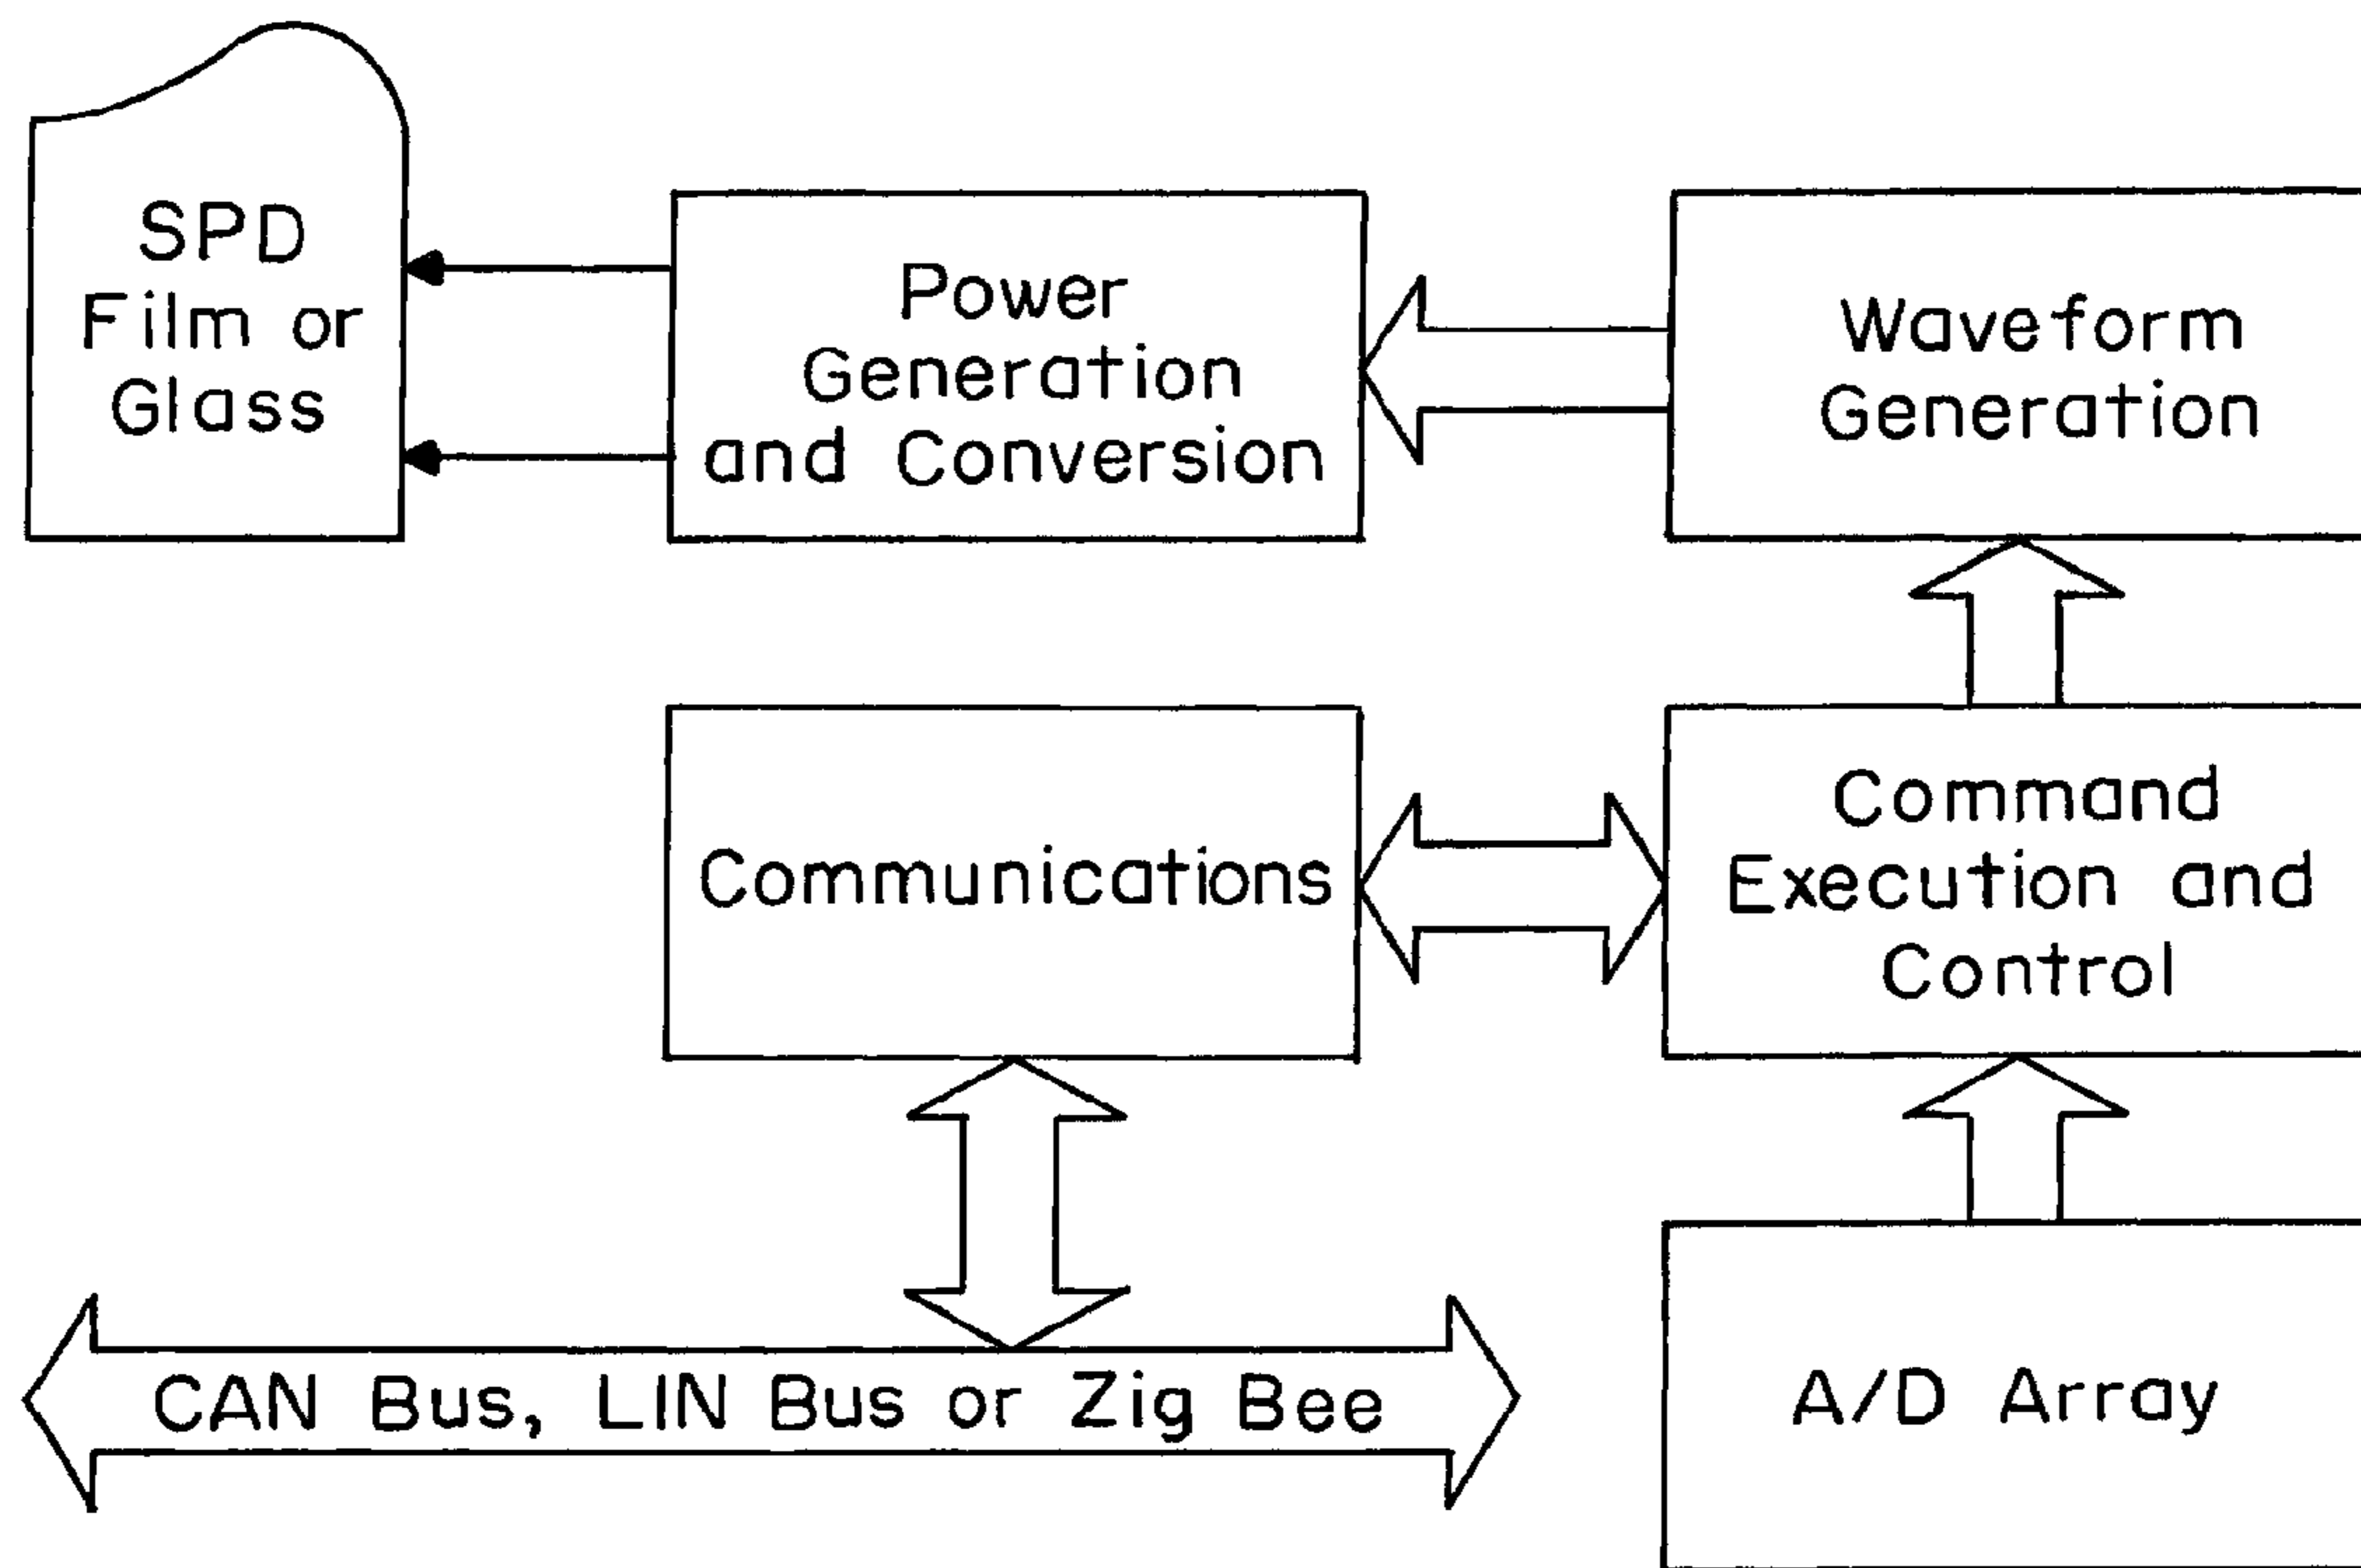 SPD
Film or
Glass
Power
Generation
and Conversion
Waveform
Generation
Communications
Command
Execution and
Control
CAN Bus, LIN Bus or Zig Bee
A/D Array